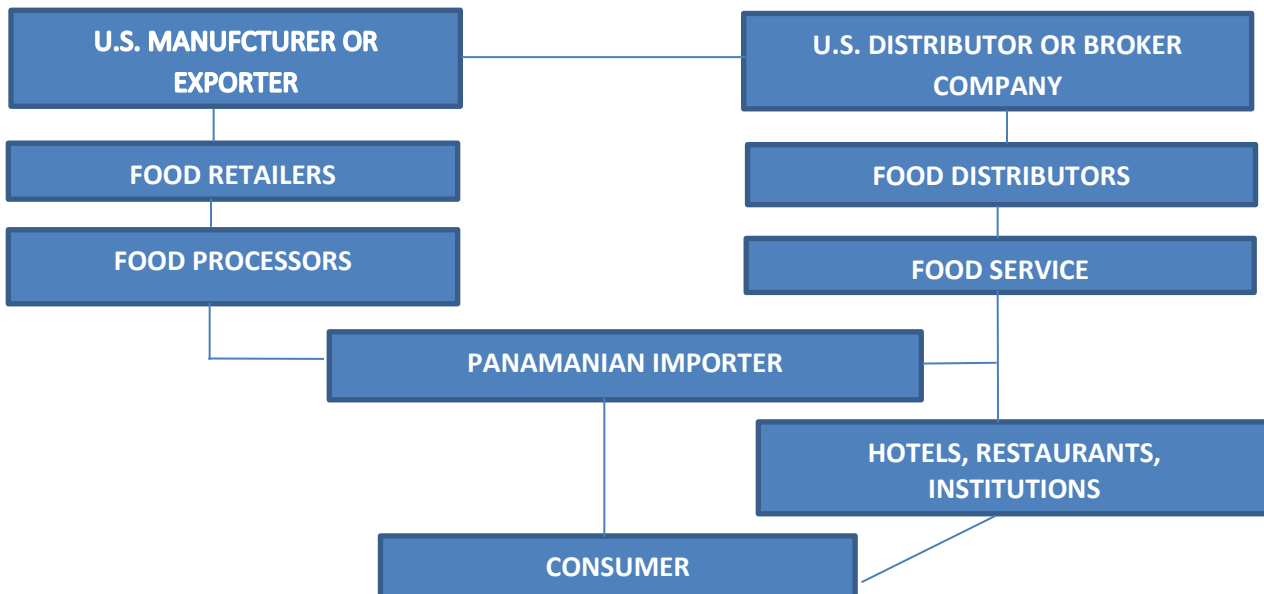 U.S. MANUFCTURER OR
EXPORTER
U.S. DISTRIBUTOR OR BROKER
COMPANY
FOOD RETAILERS
FOOD DISTRIBUTORS
FOOD PROCESSORS
FOOD SERVICE
PANAMANIAN IMPORTER
HOTELS, RESTAURANTS,
INSTITUTIONS
CONSUMER